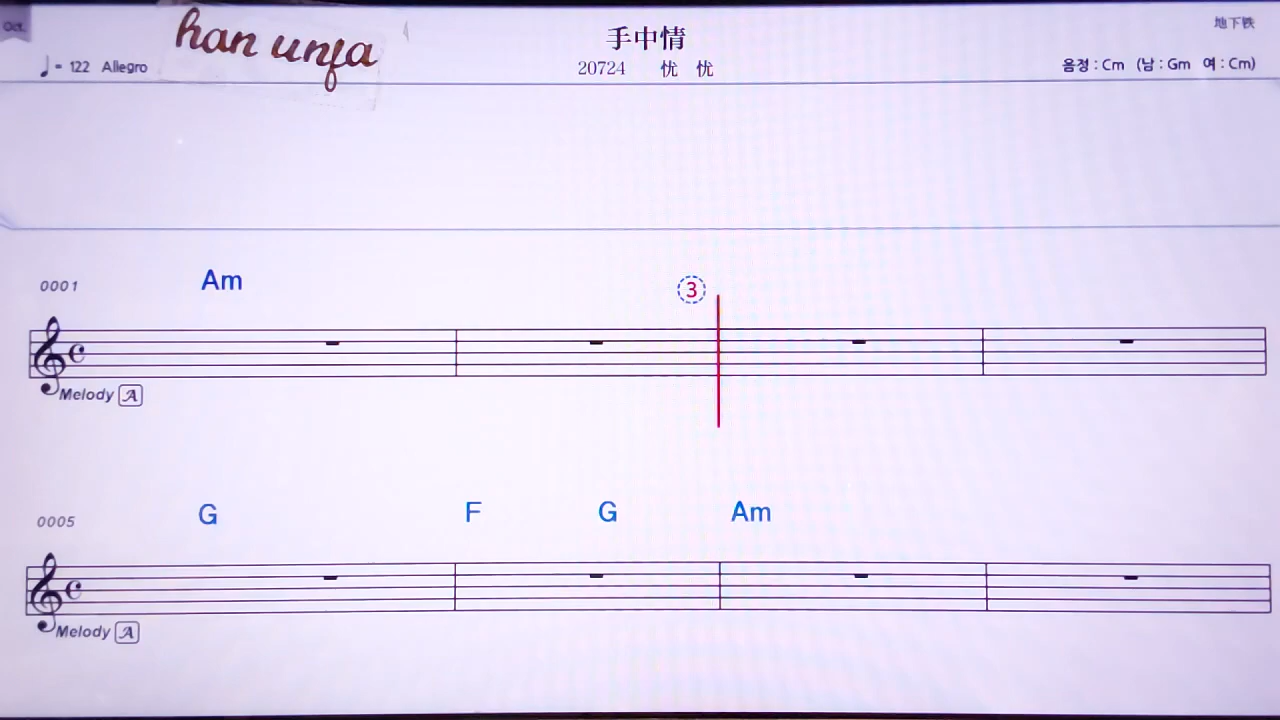 Oct.
han unfa
手中情
地下铁
♩= 122 Allegro
20724 忧 忧
음정 : Cm (남 : Gm 여 : Cm)
0001 Am ③
Melody A
0005 G F G Am
Melody A